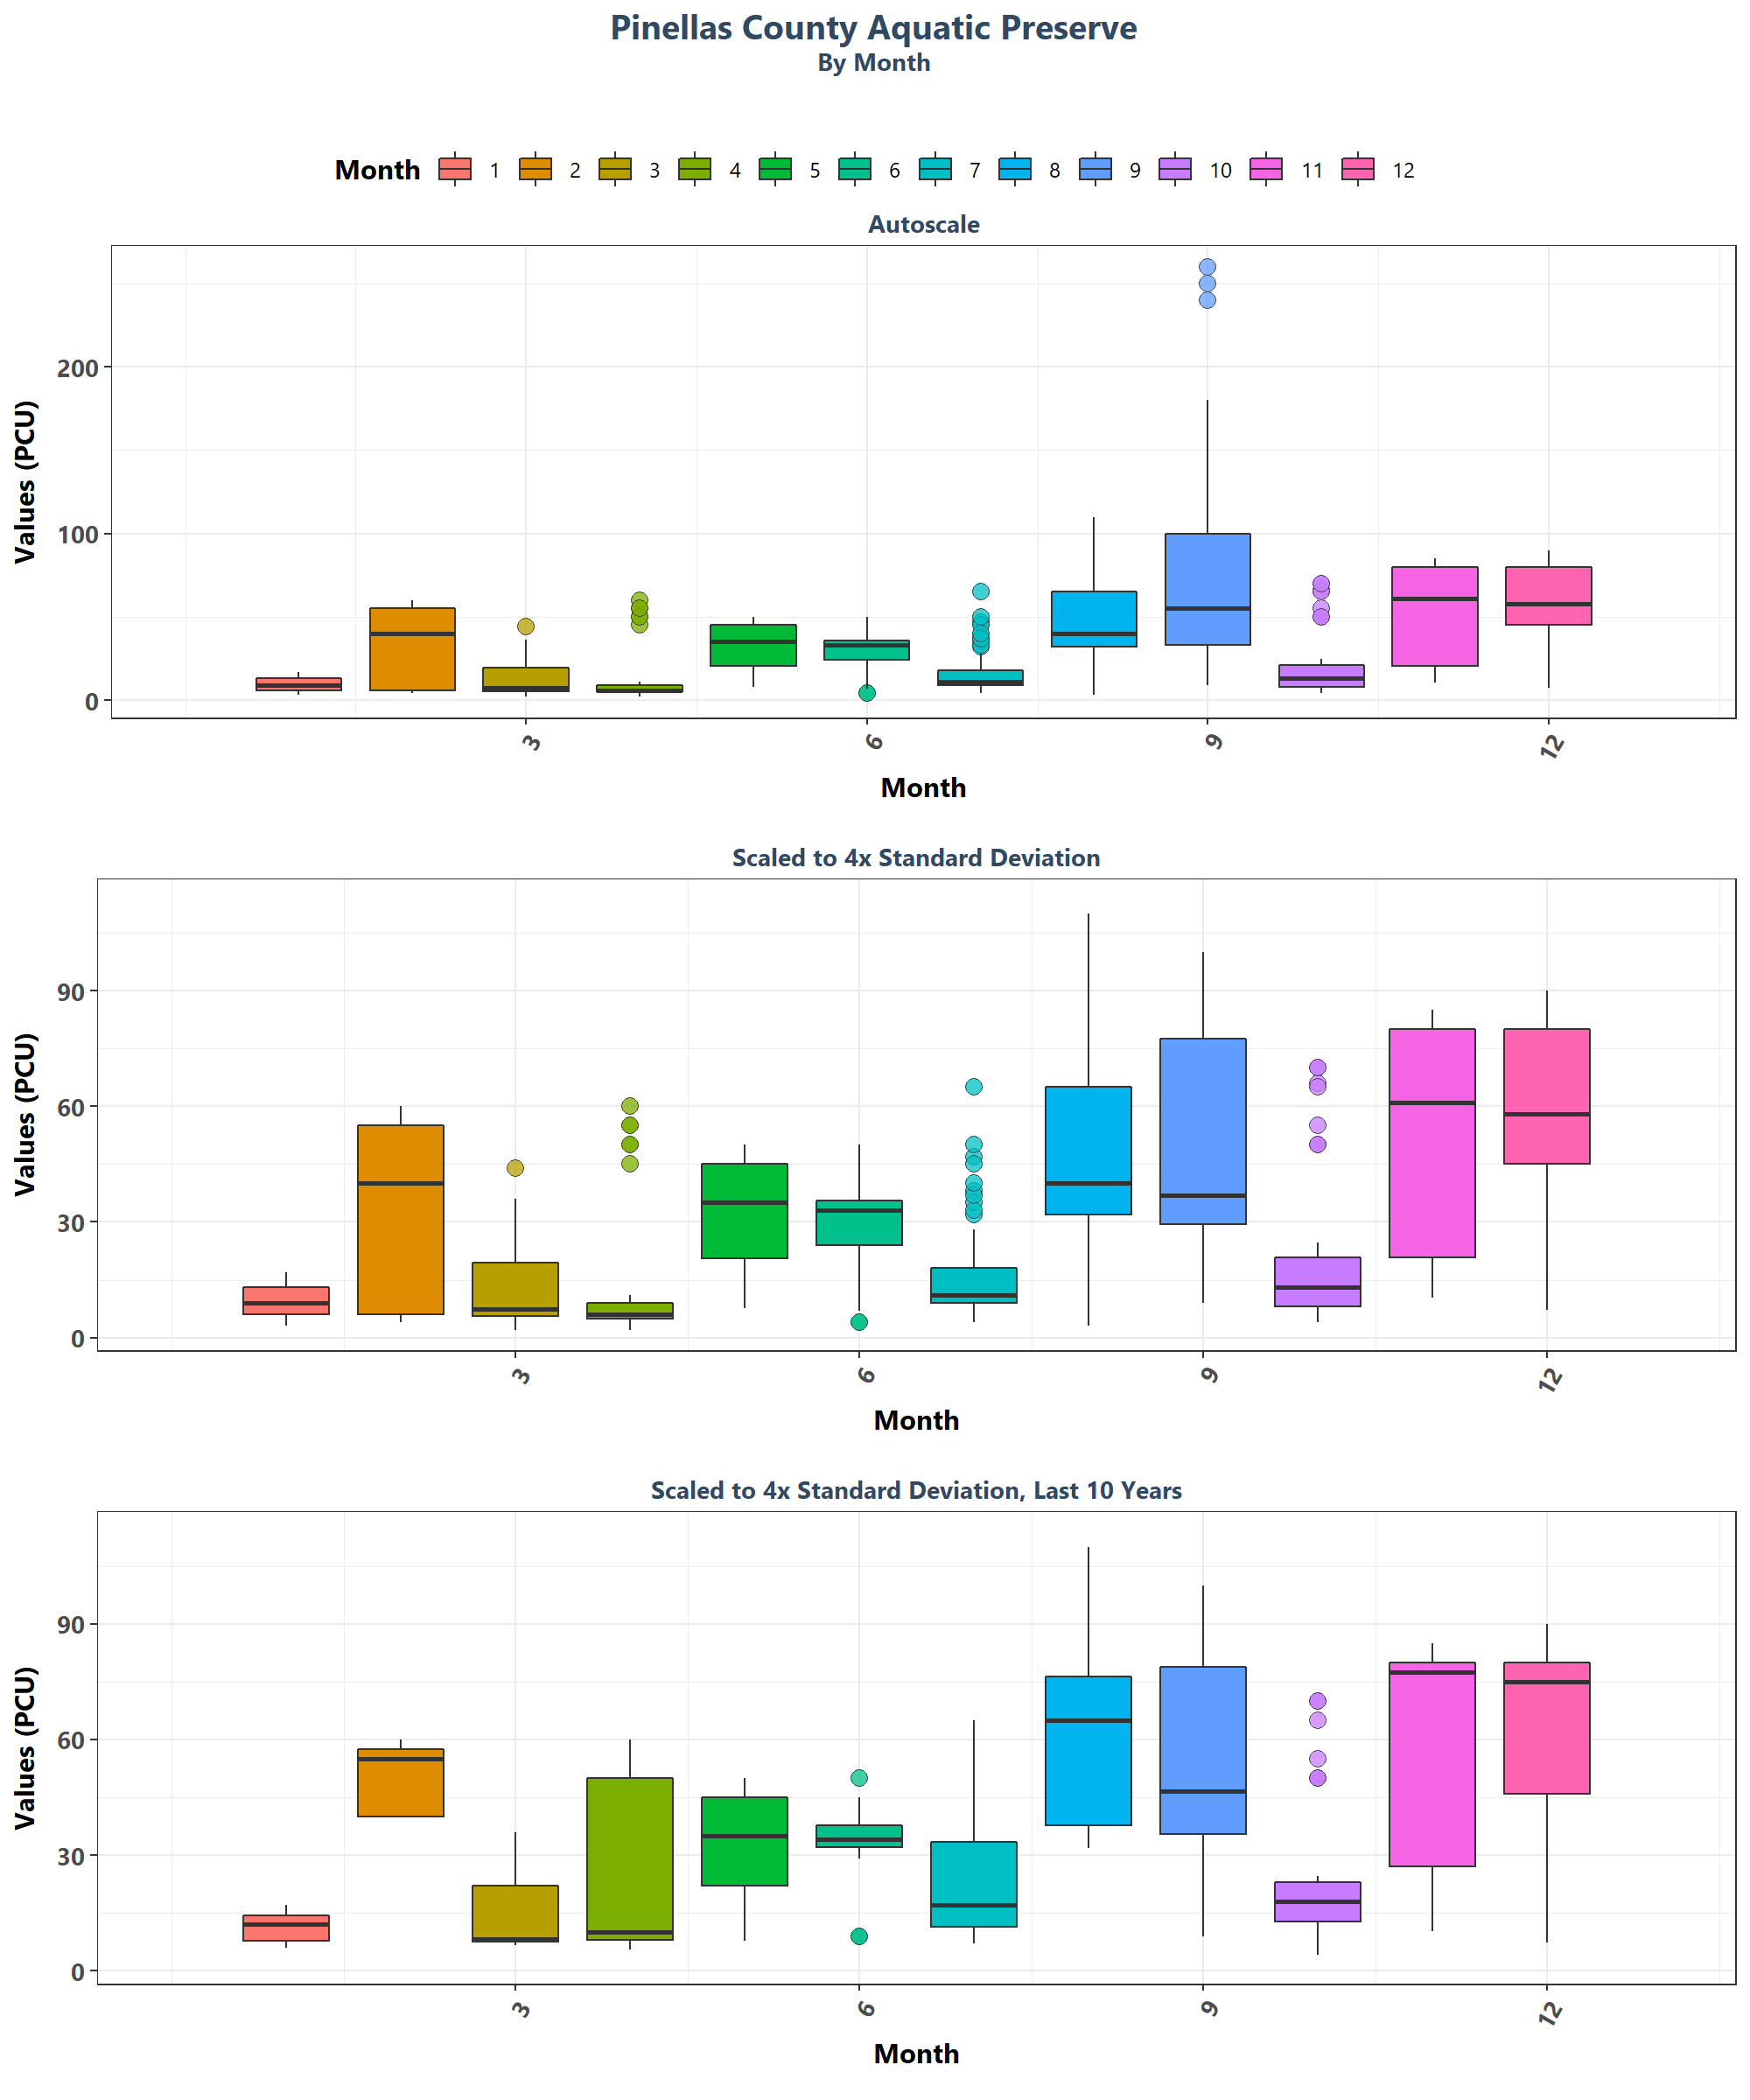 Pinellas County Aquatic Preserve
By Month
Month 1 2 3 4 5 6 7 8 9 10 11 12
Autoscale
Values (PCU)
200
100
0
3 6 9 12
Month
Scaled to 4x Standard Deviation
Values (PCU)
90
60
30
0
3 6 9 12
Month
Scaled to 4x Standard Deviation, Last 10 Years
Values (PCU)
90
60
30
0
3 6 9 12
Month